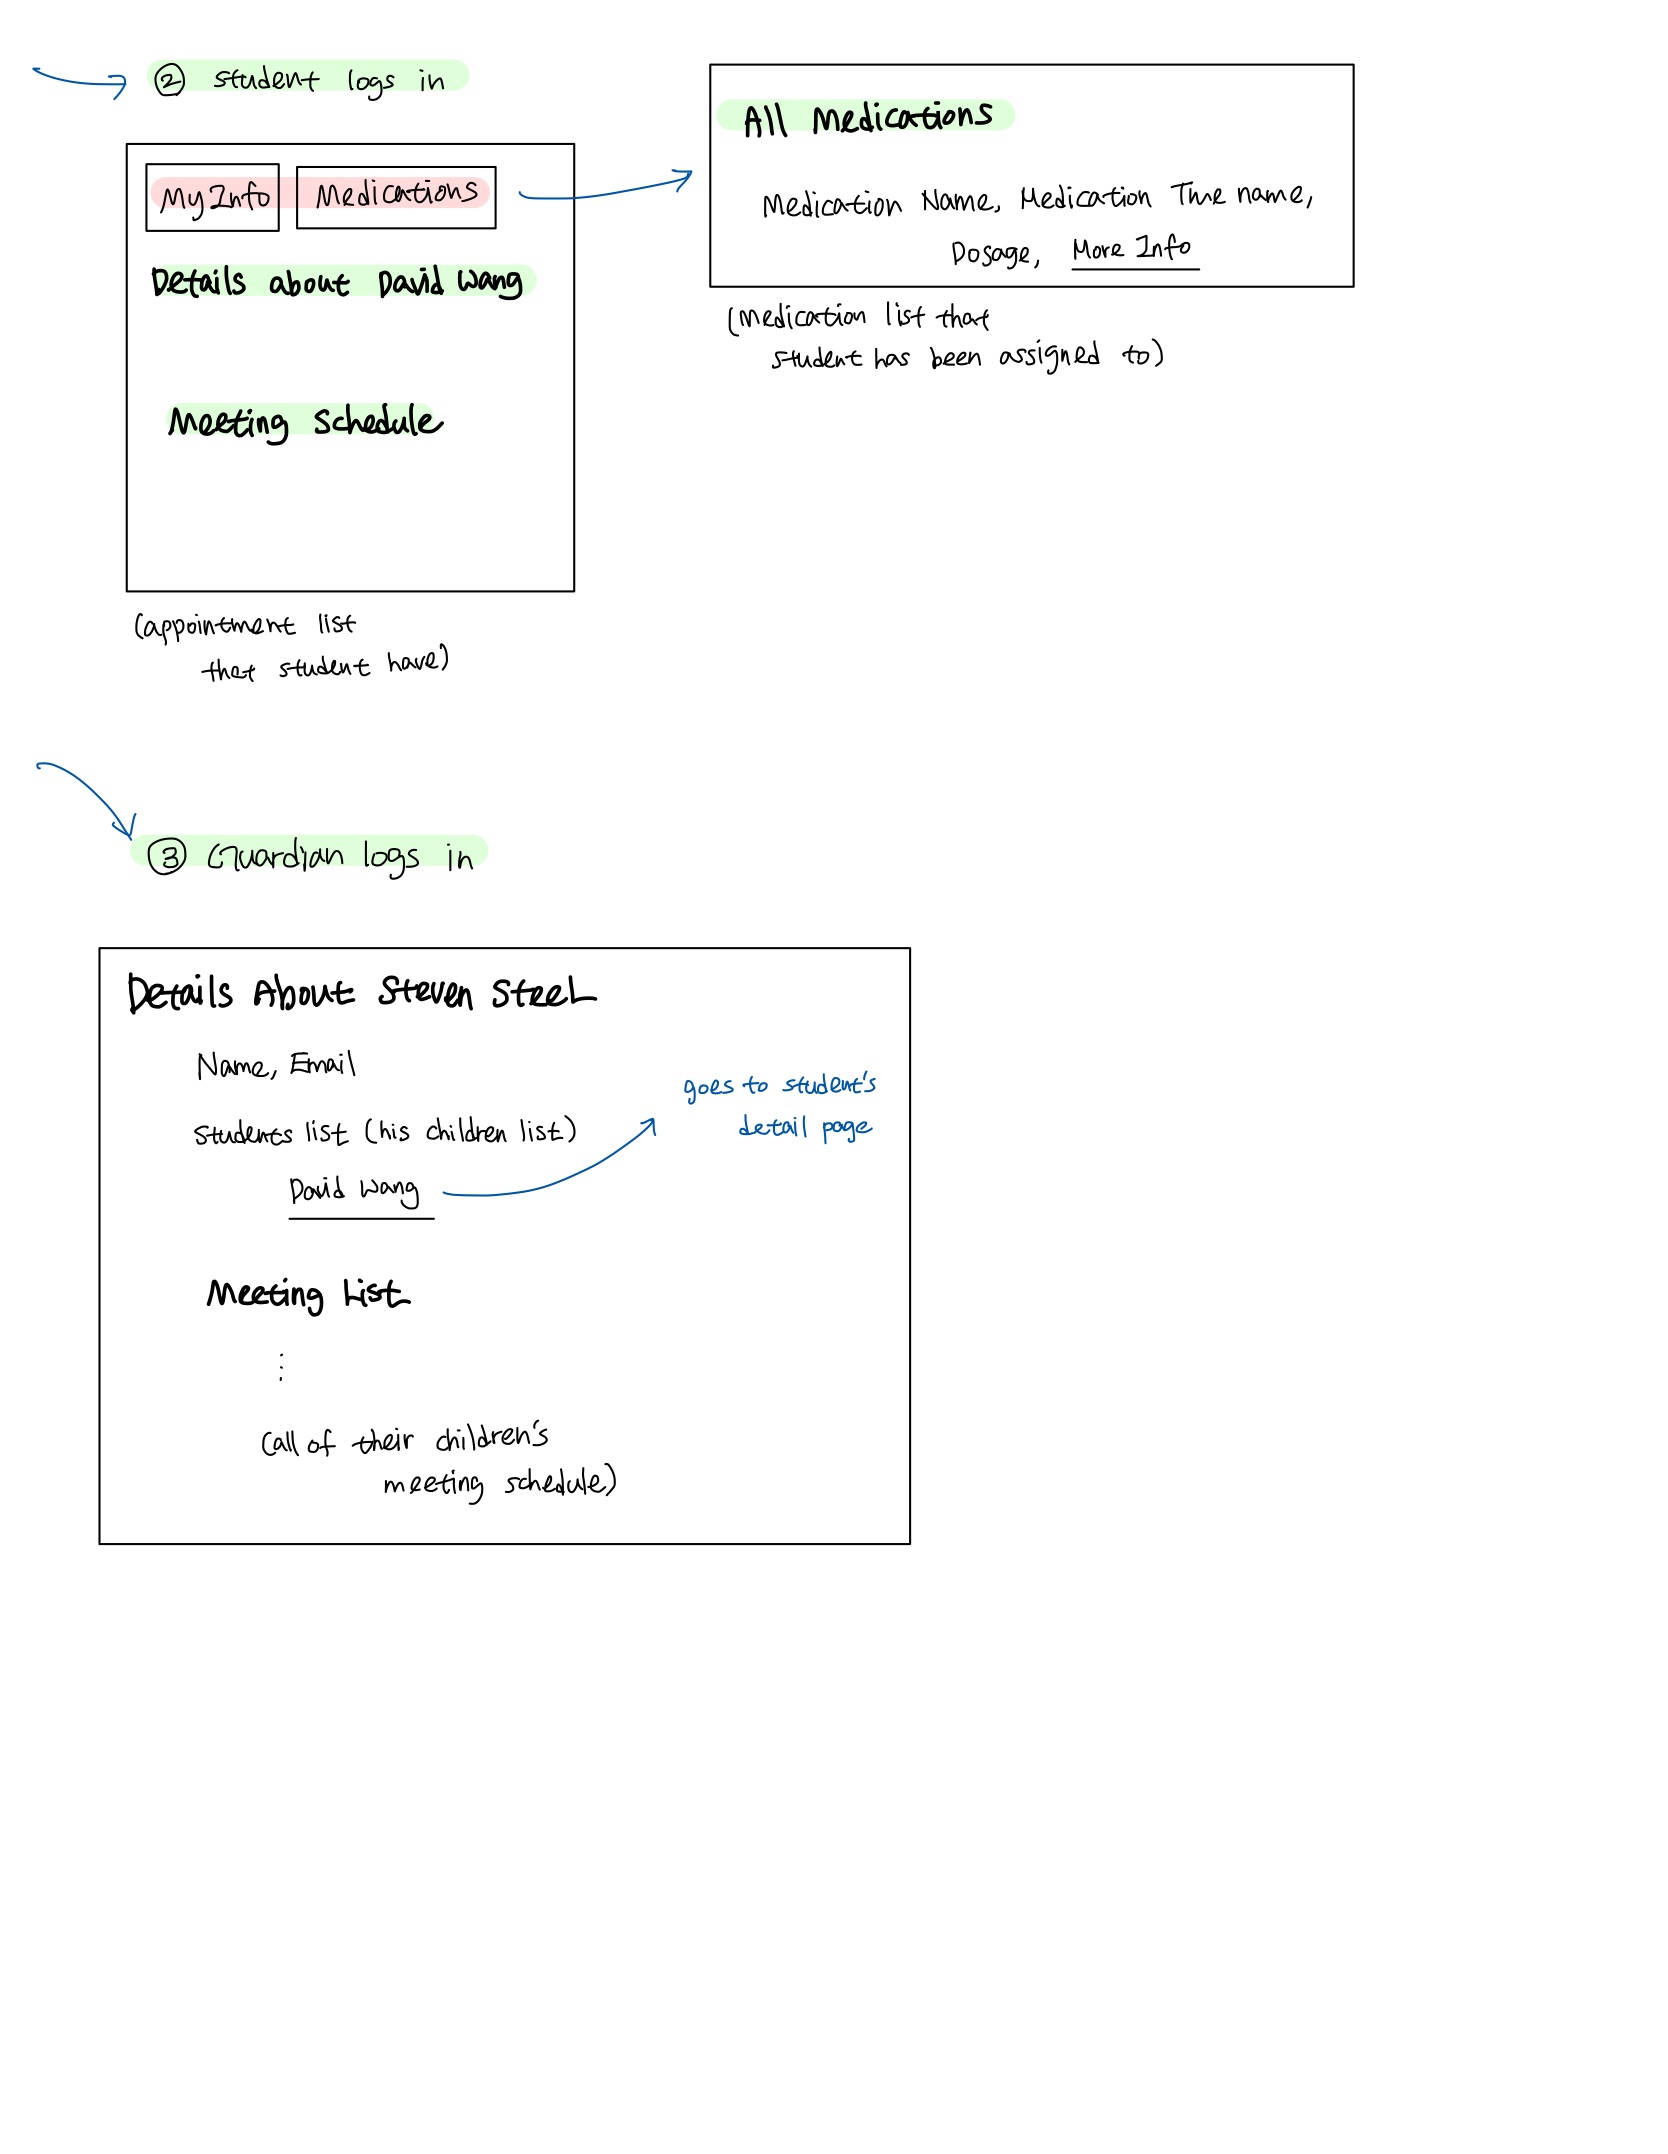 ② student logs in
My Info Medications
Details about David Wang
Meeting Schedule
(appointment list
that student have)
All Medications
Medication Name, Medication Time name,
Dosage, More Info
(medication list that
student has been assigned to)
③ Guardian logs in
Details About Steven Steel
Name, Email
students list (his children list)
David Wang
goes to student's
detail page
Meeting List
⋮
(all of their children's
meeting schedule)